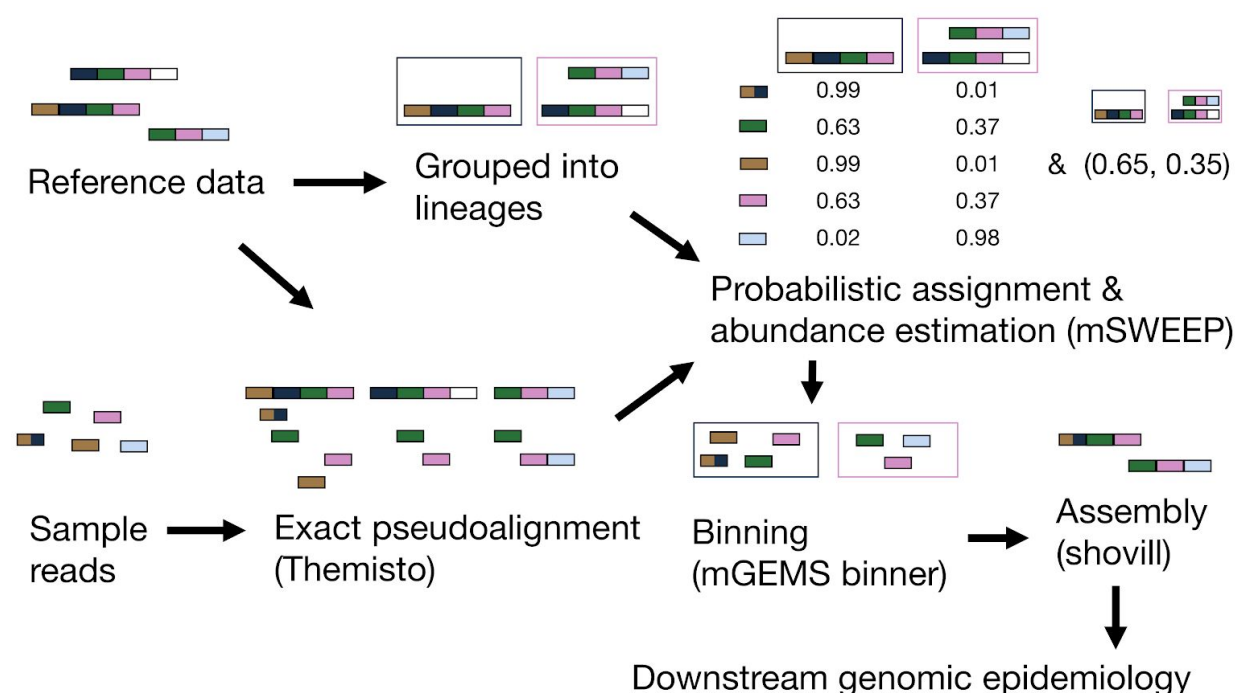 0.99 0.01
0.63 0.37
0.99 0.01
& (0.65, 0.35)
0.63 0.37
0.02 0.98
Reference data
Grouped into
lineages
Probabilistic assignment &
abundance estimation (mSWEEP)
Sample
reads
Exact pseudoalignment
(Themisto)
Binning
(mGEMS binner)
Assembly
(shovill)
Downstream genomic epidemiology